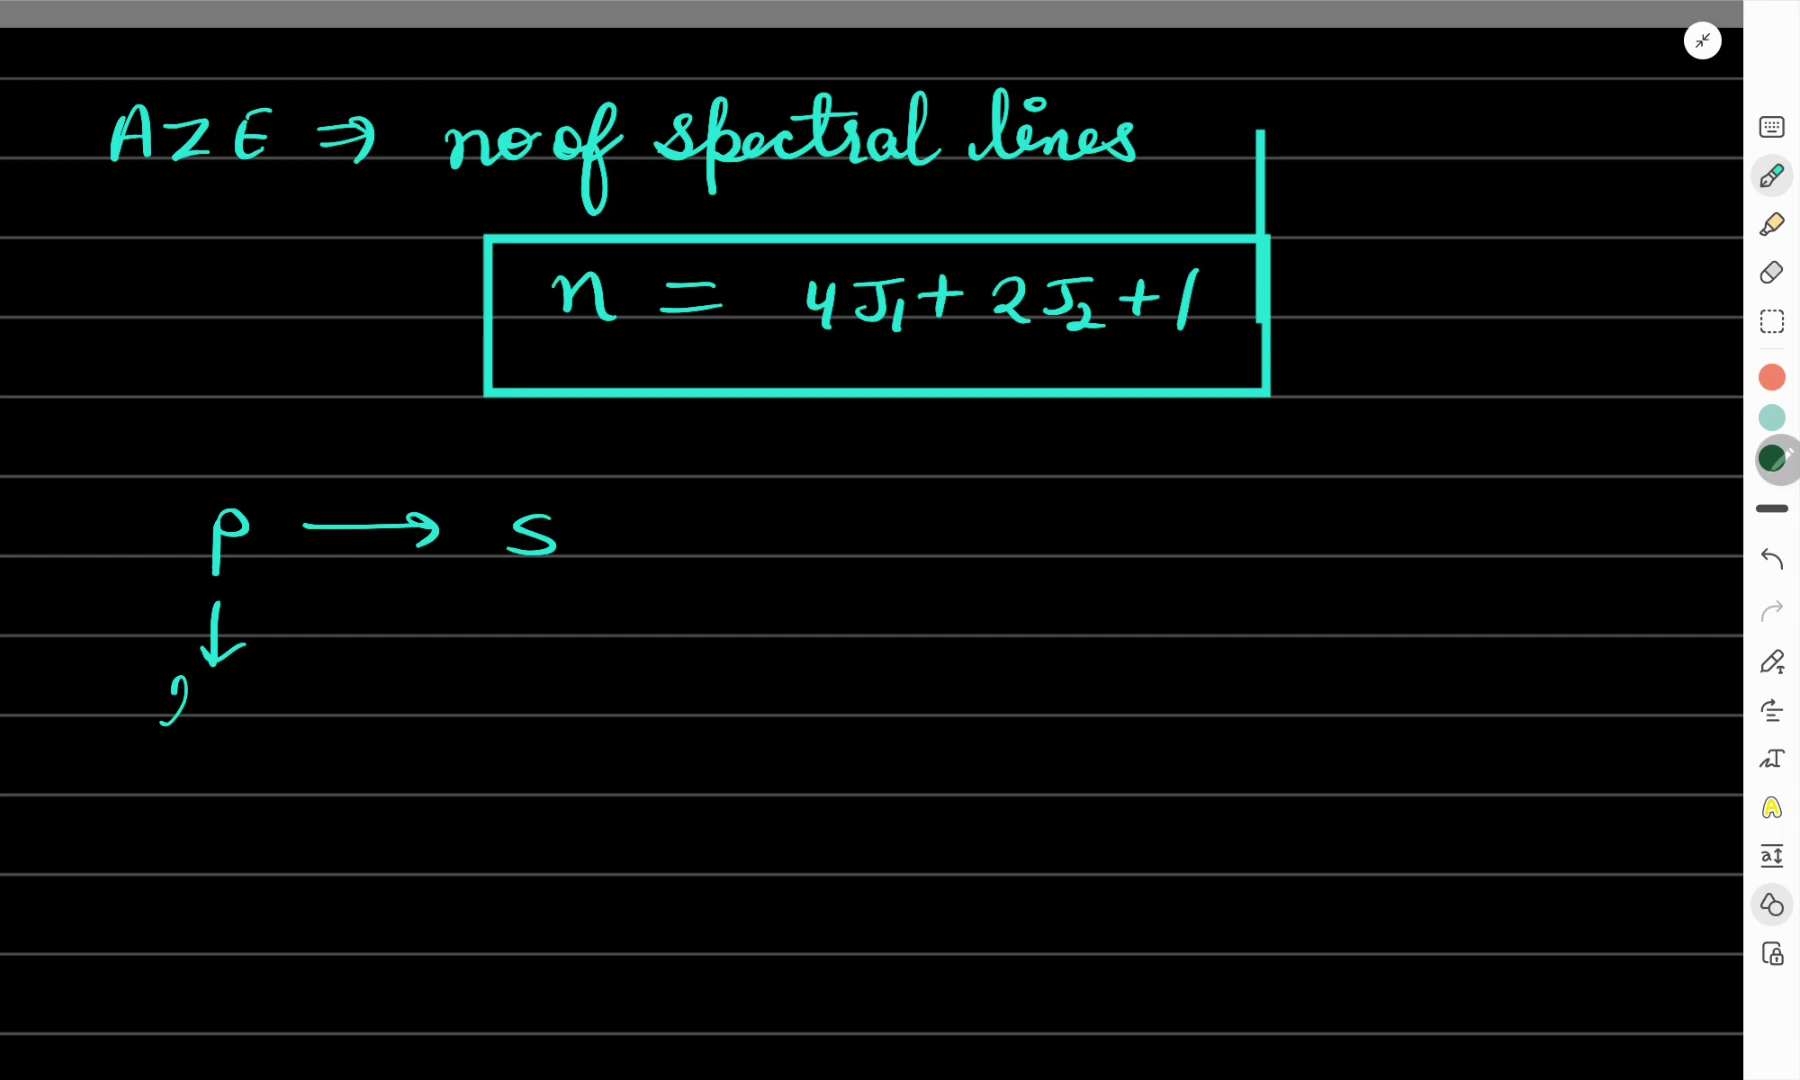 AZE ⇒ no of spectral lines
n = 4J₁ + 2J₂ + 1
p → s
↓